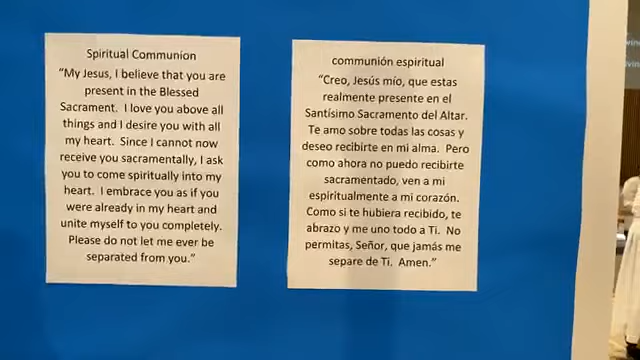 Spiritual Communion
"My Jesus, I believe that you are
present in the Blessed
Sacrament.  I love you above all
things and I desire you with all
my heart.  Since I cannot now
receive you sacramentally, I ask
you to come spiritually into my
heart.  I embrace you as if you
were already in my heart and
unite myself to you completely.
Please do not let me ever be
separated from you."
communión espiritual
"Creo, Jesús mío, que estas
realmente presente en el
Santísimo Sacramento del Altar.
Te amo sobre todas las cosas y
deseo recibirte en mi alma.  Pero
como ahora no puedo recibirte
sacramentado, ven a mi
espiritualmente a mi corazón.
Como si te hubiera recibido, te
abrazo y me uno todo a Ti.  No
permitas, Señor, que jamás me
separe de Ti.  Amen."